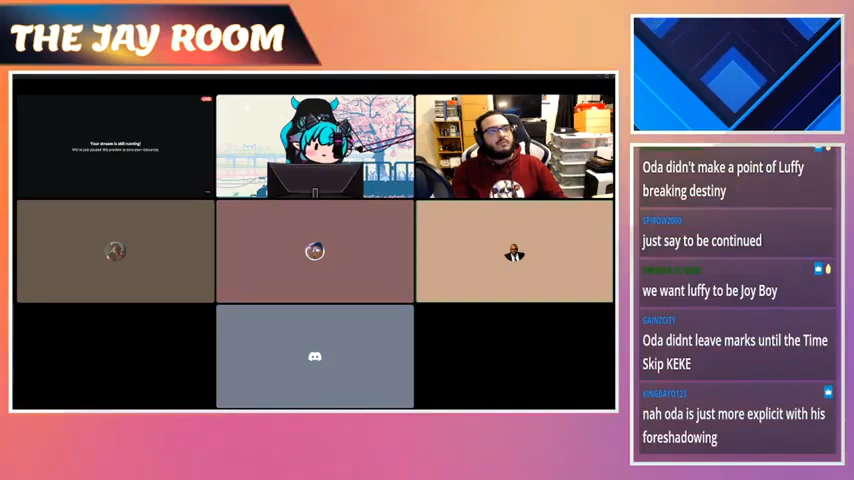 THE JAY ROOM
LIVE
Your stream is still running!
We've just paused this preview to save your resources.
Oda didn't make a point of Luffy
breaking destiny
SPIROW2000
just say to be continued
we want luffy to be Joy Boy
GAINZCITY
Oda didnt leave marks until the Time
Skip KEKE
KINGBAYO123
nah oda is just more explicit with his
foreshadowing